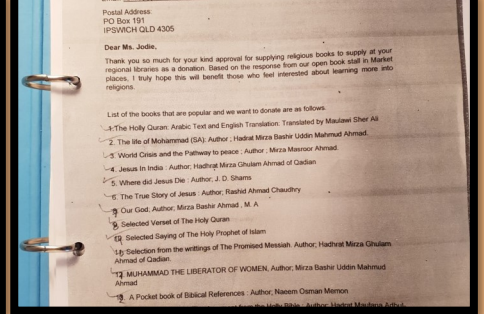 Postal Address:
PO Box 191
IPSWICH QLD 4305
Dear Ms. Jodie,
Thank you so much for your kind approval for supplying religious books to supply at your
regional libraries as a donation. Based on the response from our open book stall in Market
places, I truly hope this will benefit those who feel interested about learning more into
religions.
List of the books that are popular and we want to donate are as follows.
1.The Holly Quran: Arabic Text and English Translation: Translated by Maulawi Sher Ali
2. The life of Mohammad (SA): Author ; Hadrat Mirza Bashir Uddin Mahmud Ahmad.
3. World Crisis and the Pathway to peace ; Author ; Mirza Masroor Ahmad.
4. Jesus In India : Author; Hadhrat Mirza Ghulam Ahmad of Qadian
5. Where did Jesus Die : Author; J. D. Shams
6. The True Story of Jesus : Author; Rashid Ahmad Chaudhry
Our God; Author; Mirza Bashir Ahmad , M. A
Selected Verset of The Holy Quran
Selected Saying of The Holy Prophet of Islam
Selection from the writings of The Promised Messiah. Author; Hadhrat Mirza Ghulam
Ahmad of Qadian.
MUHAMMAD THE LIBERATOR OF WOMEN, Author; Mirza Bashir Uddin Mahmud
Ahmad
A Pocket book of Biblical References : Author; Naeem Osman Memon
from the Holy Bible : Author; Hadrat Maulana